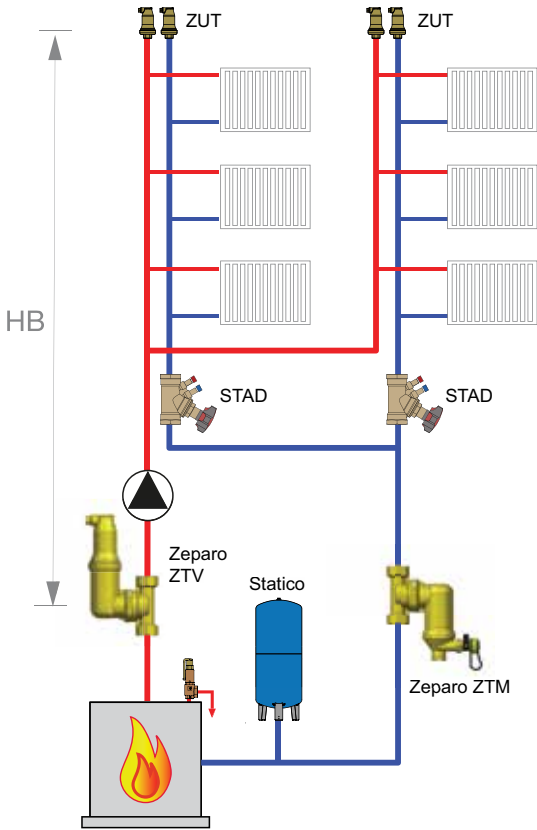 ZUT
ZUT
HB
STAD
STAD
Zeparo
ZTV
Statico
Zeparo ZTM